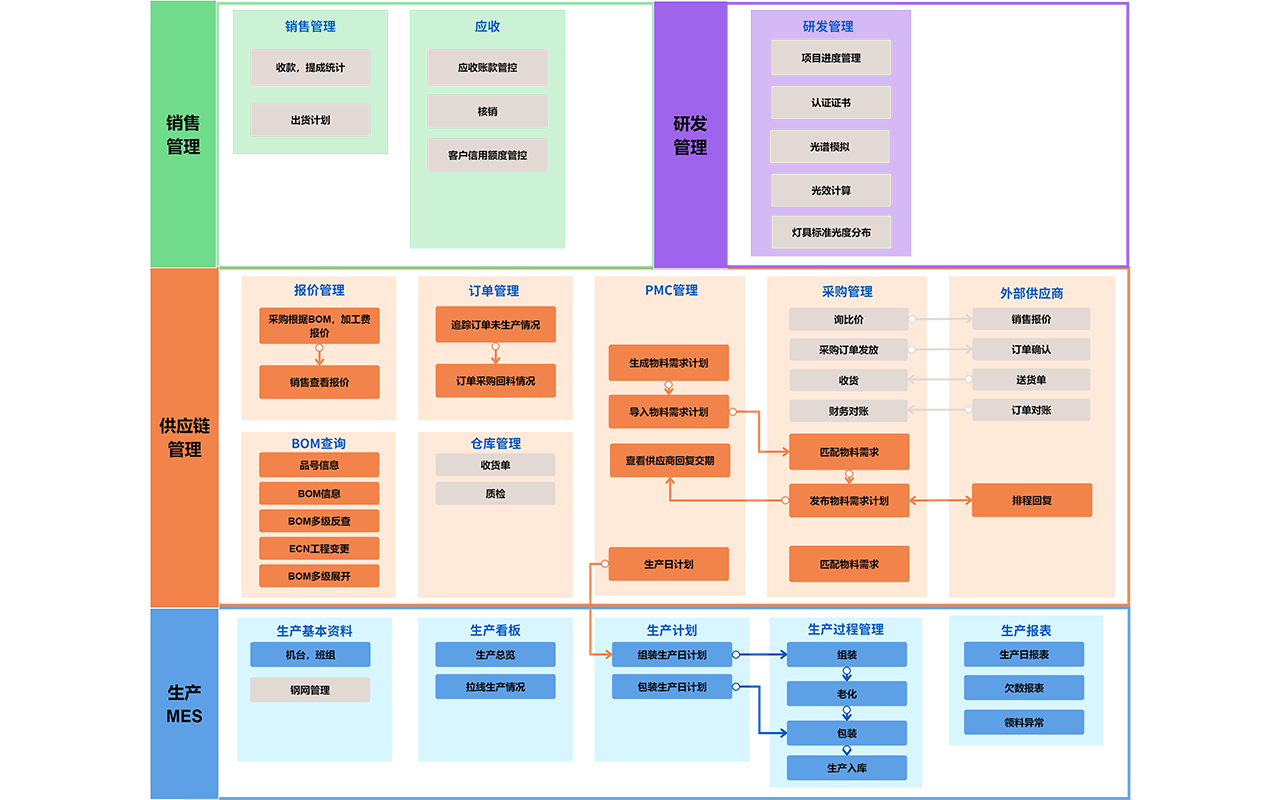 销售
管理
销售管理
收款，提成统计
出货计划
应收
应收账款管控
核销
客户信用额度管控
研发
管理
研发管理
项目进度管理
认证证书
光谱模拟
光效计算
灯具标准光度分布
供应链
管理
报价管理
采购根据BOM，加工费
报价
销售查看报价
订单管理
追踪订单未生产情况
订单采购回料情况
BOM查询
品号信息
BOM信息
BOM多级反查
ECN工程变更
BOM多级展开
仓库管理
收货单
质检
PMC管理
生成物料需求计划
导入物料需求计划
查看供应商回复交期
生产日计划
采购管理
询比价
采购订单发放
收货
财务对账
匹配物料需求
发布物料需求计划
匹配物料需求
外部供应商
销售报价
订单确认
送货单
订单对账
排程回复
生产
MES
生产基本资料
机台，班组
钢网管理
生产看板
生产总览
拉线生产情况
生产计划
组装生产日计划
包装生产日计划
生产过程管理
组装
老化
包装
生产入库
生产报表
生产日报表
欠数报表
领料异常